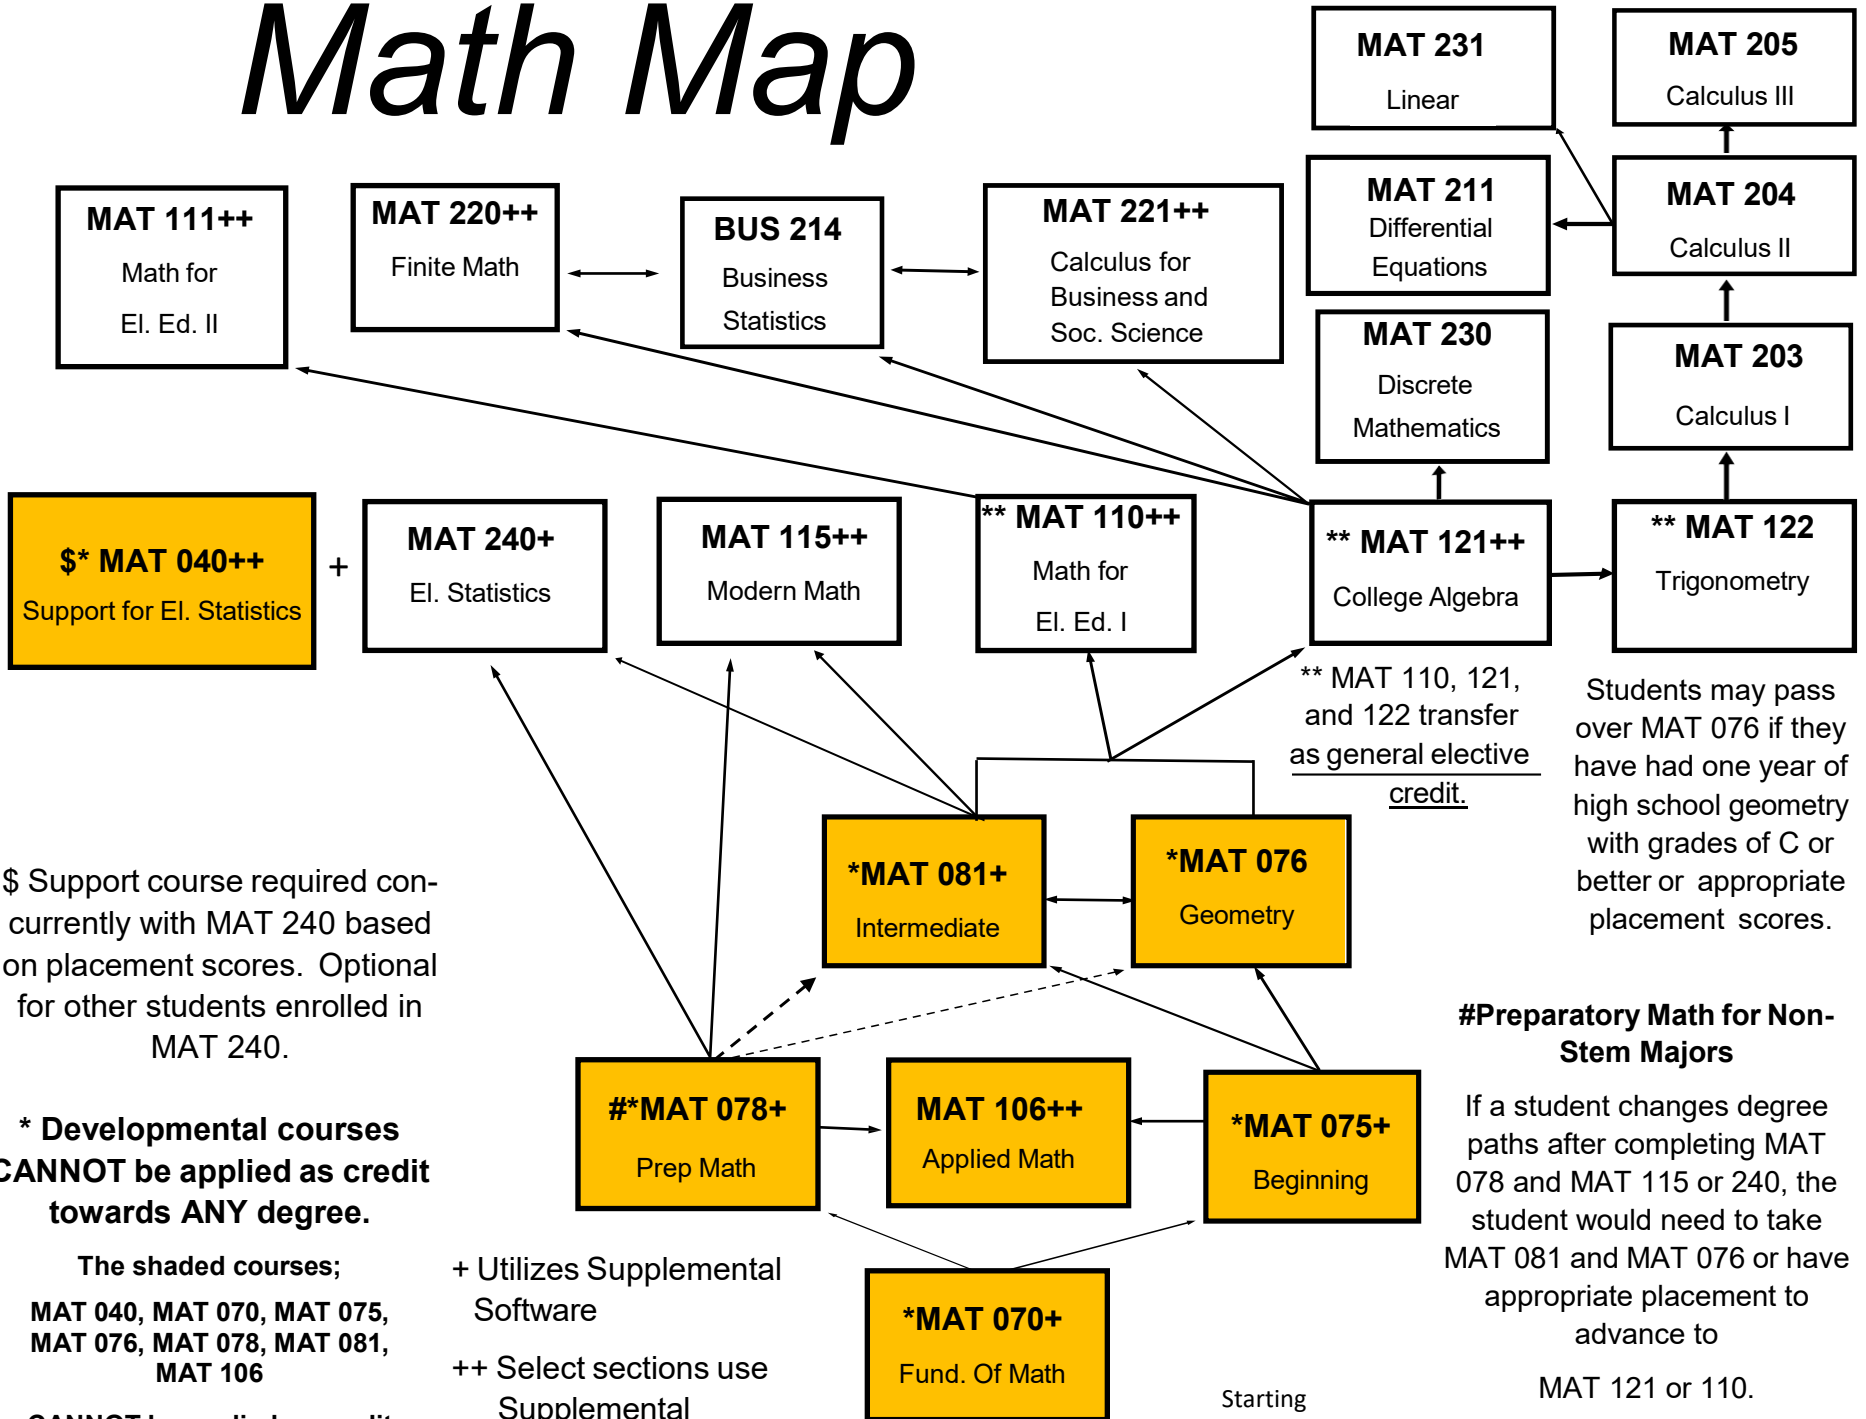 Math Map
MAT 231
Linear
MAT 205
Calculus III
MAT 111++
Math for
El. Ed. II
MAT 220++
Finite Math
BUS 214
Business
Statistics
MAT 221++
Calculus for
Business and
Soc. Science
MAT 211
Differential
Equations
MAT 204
Calculus II
MAT 230
Discrete
Mathematics
MAT 203
Calculus I
$* MAT 040++
Support for El. Statistics
+
MAT 240+
El. Statistics
MAT 115++
Modern Math
** MAT 110++
Math for
El. Ed. I
** MAT 121++
College Algebra
** MAT 122
Trigonometry
** MAT 110, 121,
and 122 transfer
as general elective
credit.
Students may pass
over MAT 076 if they
have had one year of
high school geometry
with grades of C or
better or appropriate
placement scores.
*MAT 081+
Intermediate
*MAT 076
Geometry
$ Support course required con-
currently with MAT 240 based
on placement scores. Optional
for other students enrolled in
MAT 240.
#*MAT 078+
Prep Math
MAT 106++
Applied Math
*MAT 075+
Beginning
#Preparatory Math for Non-
Stem Majors
If a student changes degree
paths after completing MAT
078 and MAT 115 or 240, the
student would need to take
MAT 081 and MAT 076 or have
appropriate placement to
advance to
MAT 121 or 110.
* Developmental courses
CANNOT be applied as credit
towards ANY degree.
The shaded courses;
MAT 040, MAT 070, MAT 075,
MAT 076, MAT 078, MAT 081,
MAT 106
+ Utilizes Supplemental
Software
++ Select sections use
Supplemental
*MAT 070+
Fund. Of Math
Starting